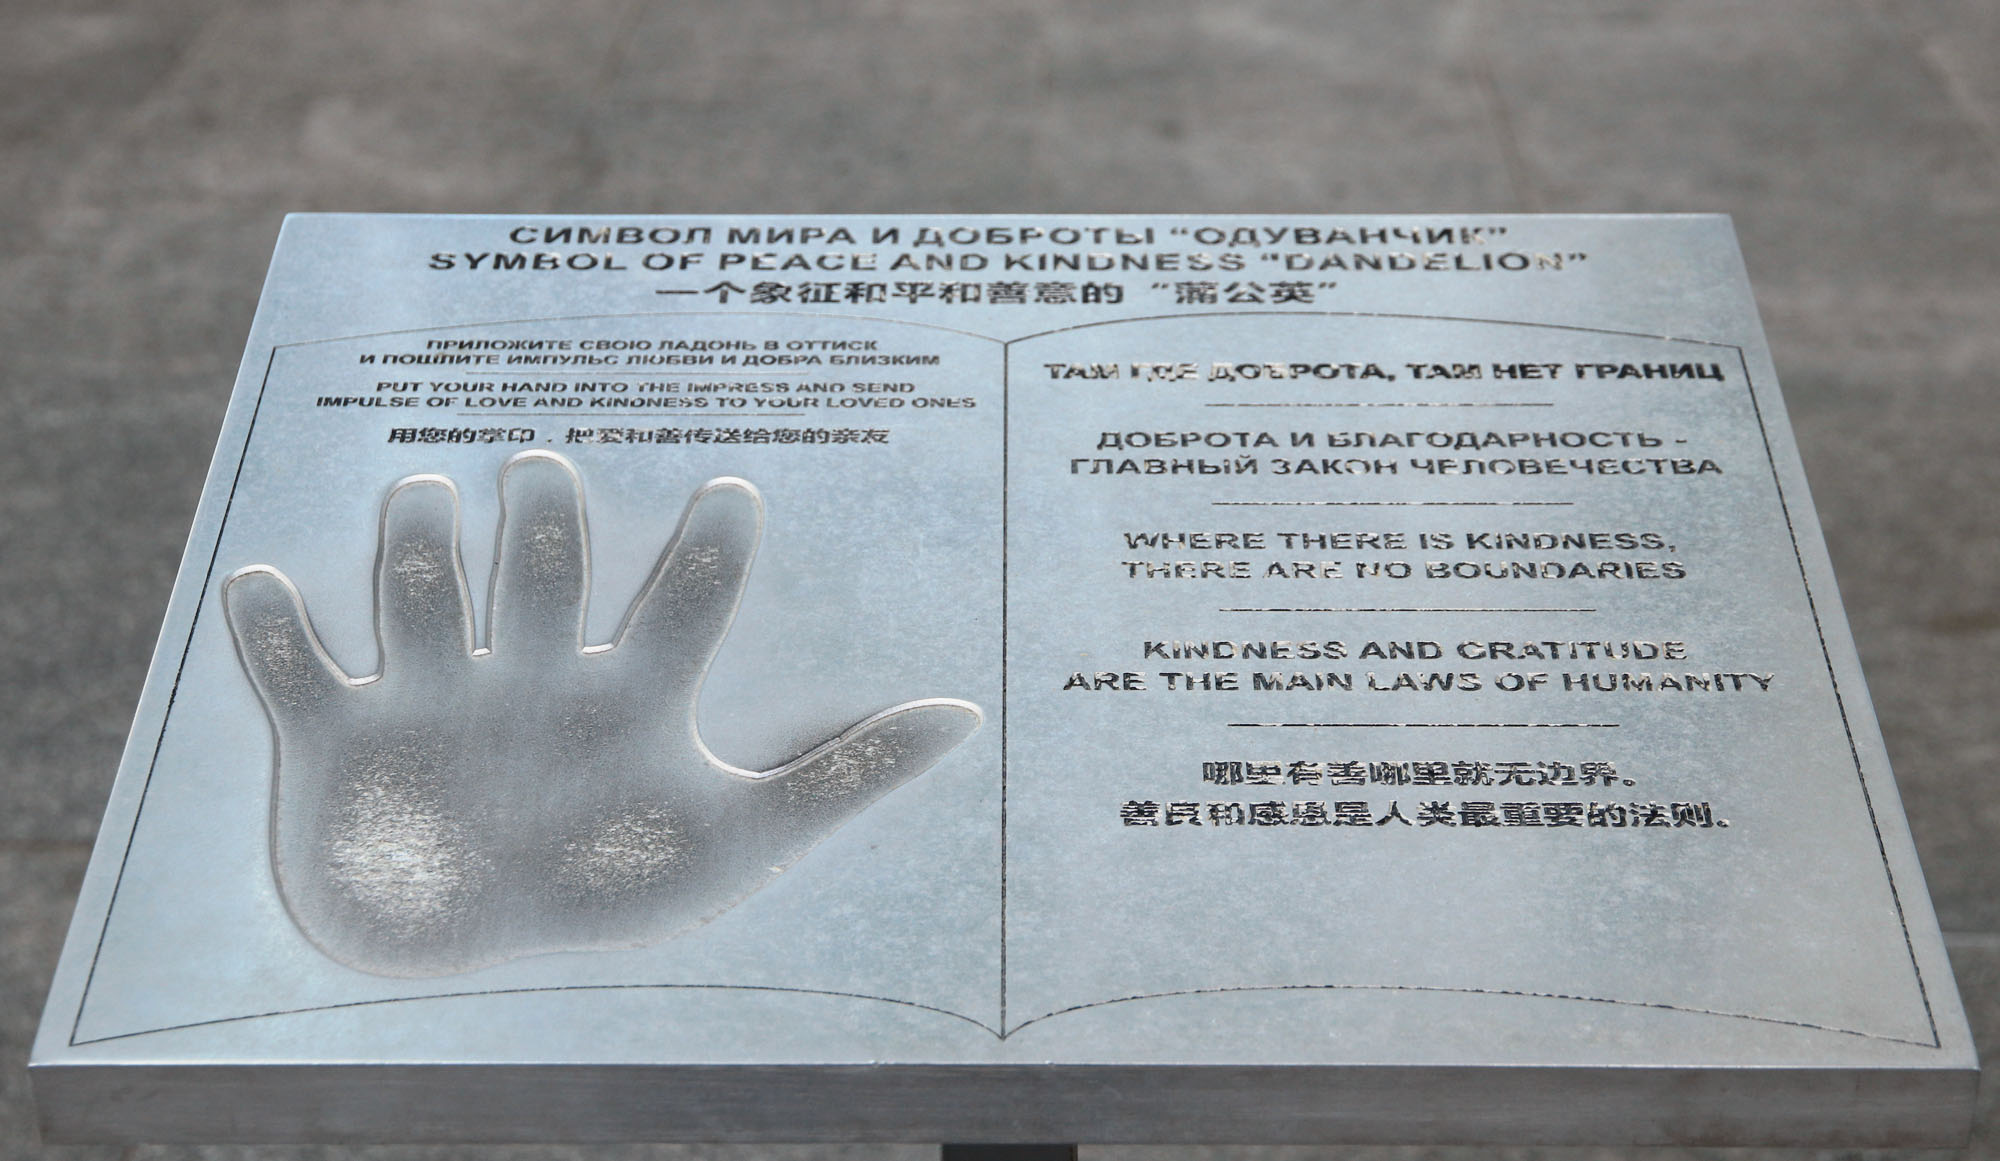 СИМВОЛ МИРА И ДОБРОТЫ "ОДУВАНЧИК"
SYMBOL OF PEACE AND KINDNESS "DANDELION"
一个象征和平和善意的 "蒲公英"
ПРИЛОЖИТЕ СВОЮ ЛАДОНЬ В ОТТИСК
И ПОШЛИТЕ ИМПУЛЬС ЛЮБВИ И ДОБРА БЛИЗКИМ
PUT YOUR HAND INTO THE IMPRESS AND SEND
IMPULSE OF LOVE AND KINDNESS TO YOUR LOVED ONES
用您的掌印．把爱和善传送给您的亲友
ТАМ ГДЕ ДОБРОТА, ТАМ НЕТ ГРАНИЦ
ДОБРОТА И БЛАГОДАРНОСТЬ -
ГЛАВНЫЙ ЗАКОН ЧЕЛОВЕЧЕСТВА
WHERE THERE IS KINDNESS,
THERE ARE NO BOUNDARIES
KINDNESS AND GRATITUDE
ARE THE MAIN LAWS OF HUMANITY
哪里有善哪里就无边界。
善良和感恩是人类最重要的法则。